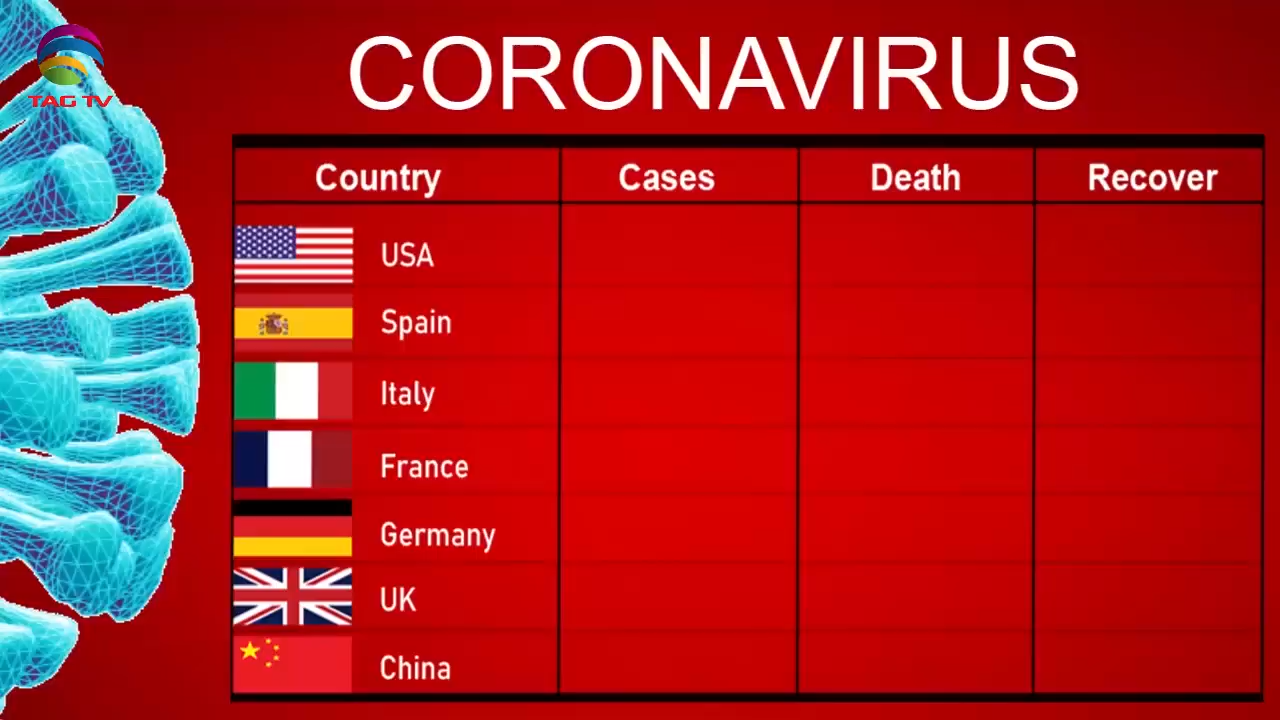 TAG TV
CORONAVIRUS
Country Cases Death Recover
USA
Spain
Italy
France
Germany
UK
China